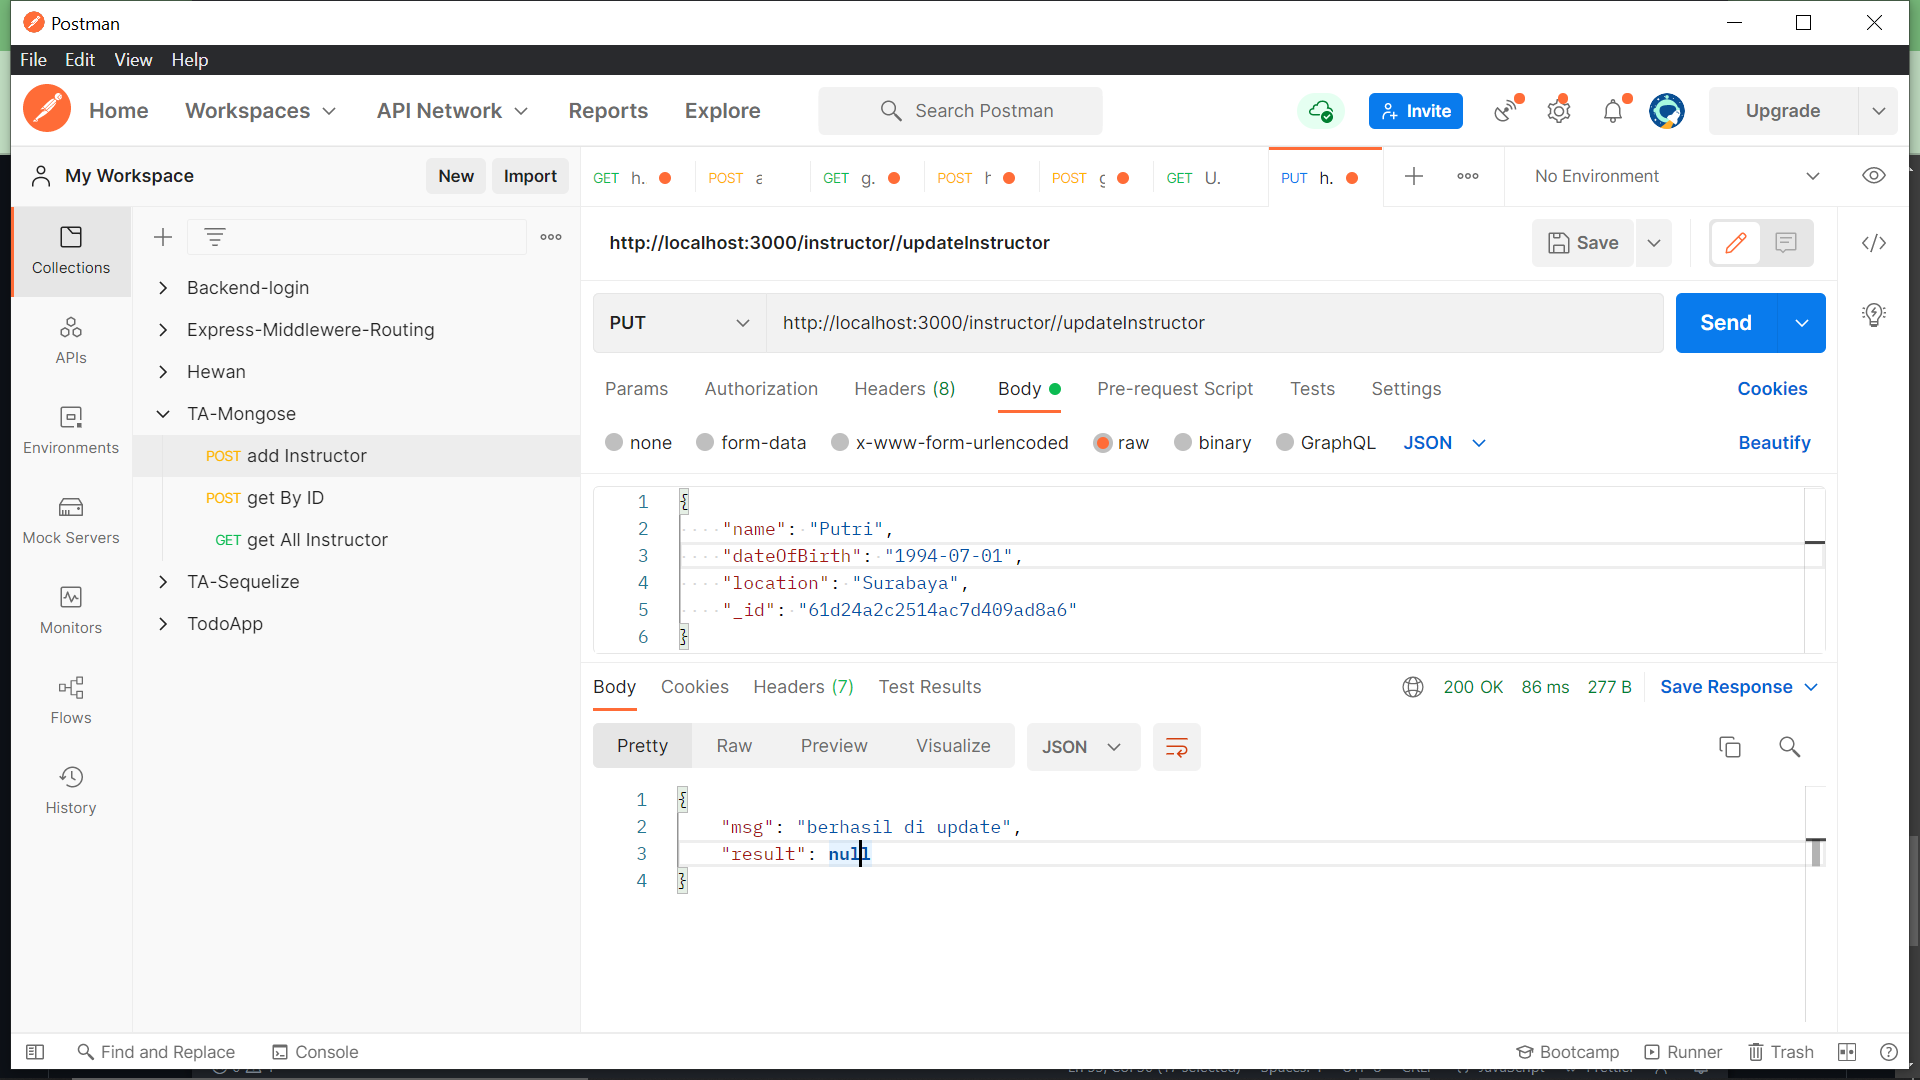 Postman
File Edit View Help
Home Workspaces API Network Reports Explore Search Postman Invite Upgrade
My Workspace New Import
GET h. POST GET g. POST POST GET U. PUT h. No Environment
Collections
APIs
Environments
Mock Servers
Monitors
Flows
History
Backend-login
Express-Middlewere-Routing
Hewan
TA-Mongose
POST add Instructor
POST get By ID
GET get All Instructor
TA-Sequelize
TodoApp
http://localhost:3000/instructor//updateInstructor Save
PUT http://localhost:3000/instructor//updateInstructor Send
Params Authorization Headers (8) Body Pre-request Script Tests Settings Cookies
none form-data x-www-form-urlencoded raw binary GraphQL JSON Beautify
1 {
2 "name": "Putri",
3 "dateOfBirth": "1994-07-01",
4 "location": "Surabaya",
5 "_id": "61d24a2c2514ac7d409ad8a6"
6 }
Body Cookies Headers (7) Test Results 200 OK 86 ms 277 B Save Response
Pretty Raw Preview Visualize JSON
1 {
2 "msg": "berhasil di update",
3 "result": null
4 }
Find and Replace Console Bootcamp Runner Trash